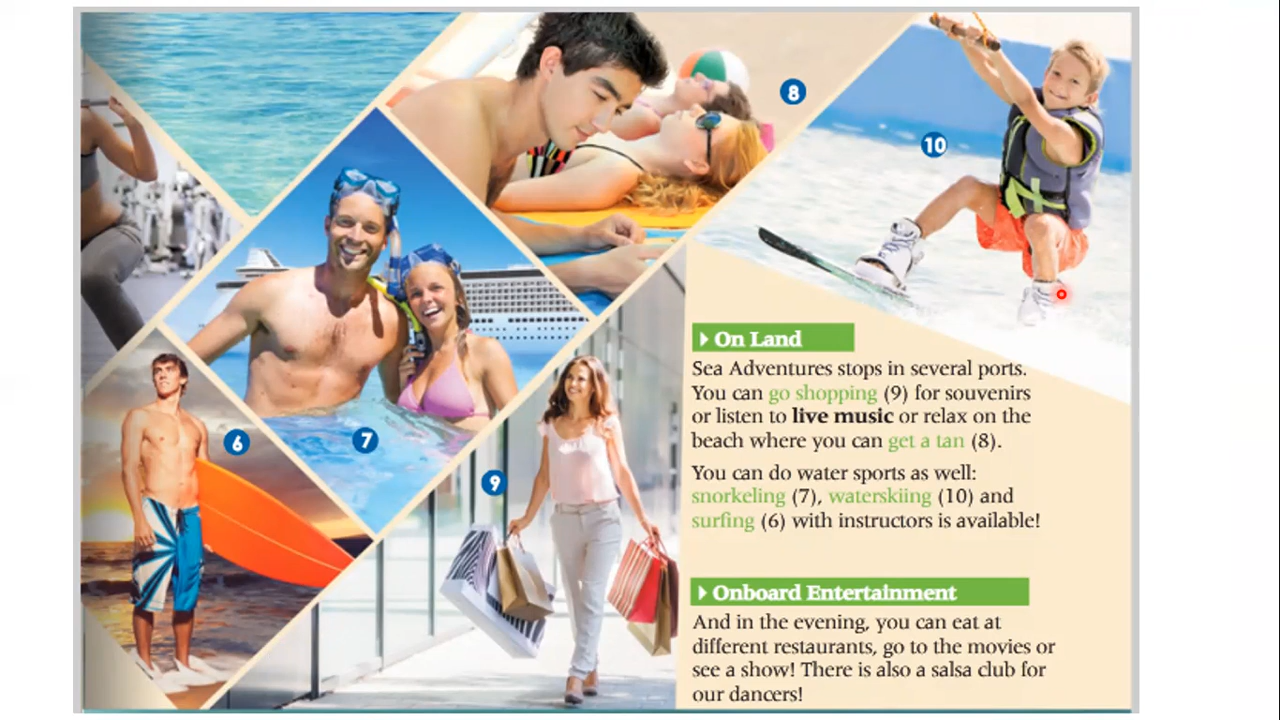 8
10
6
7
9
On Land
Sea Adventures stops in several ports.
You can go shopping (9) for souvenirs
or listen to live music or relax on the
beach where you can get a tan (8).
You can do water sports as well:
snorkeling (7), waterskiing (10) and
surfing (6) with instructors is available!
Onboard Entertainment
And in the evening, you can eat at
different restaurants, go to the movies or
see a show! There is also a salsa club for
our dancers!